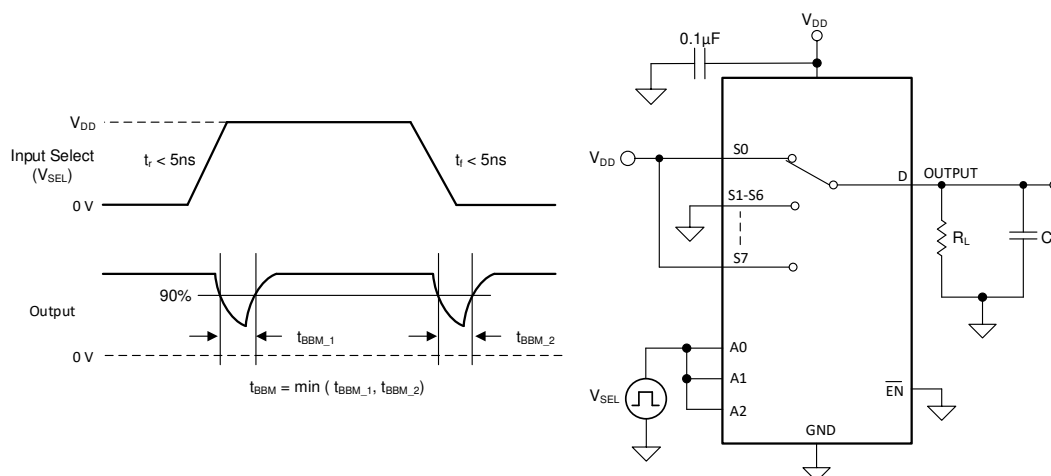 V_DD
Input Select
(V_SEL)
t_r < 5ns
t_f < 5ns
0 V
Output
90%
t_BBM_1
t_BBM_2
0 V
t_BBM = min ( t_BBM_1, t_BBM_2)
V_DD
0.1µF
V_DD
S0
S1-S6
S7
D
OUTPUT
R_L
C
A0
A1
A2
V_SEL
EN
GND